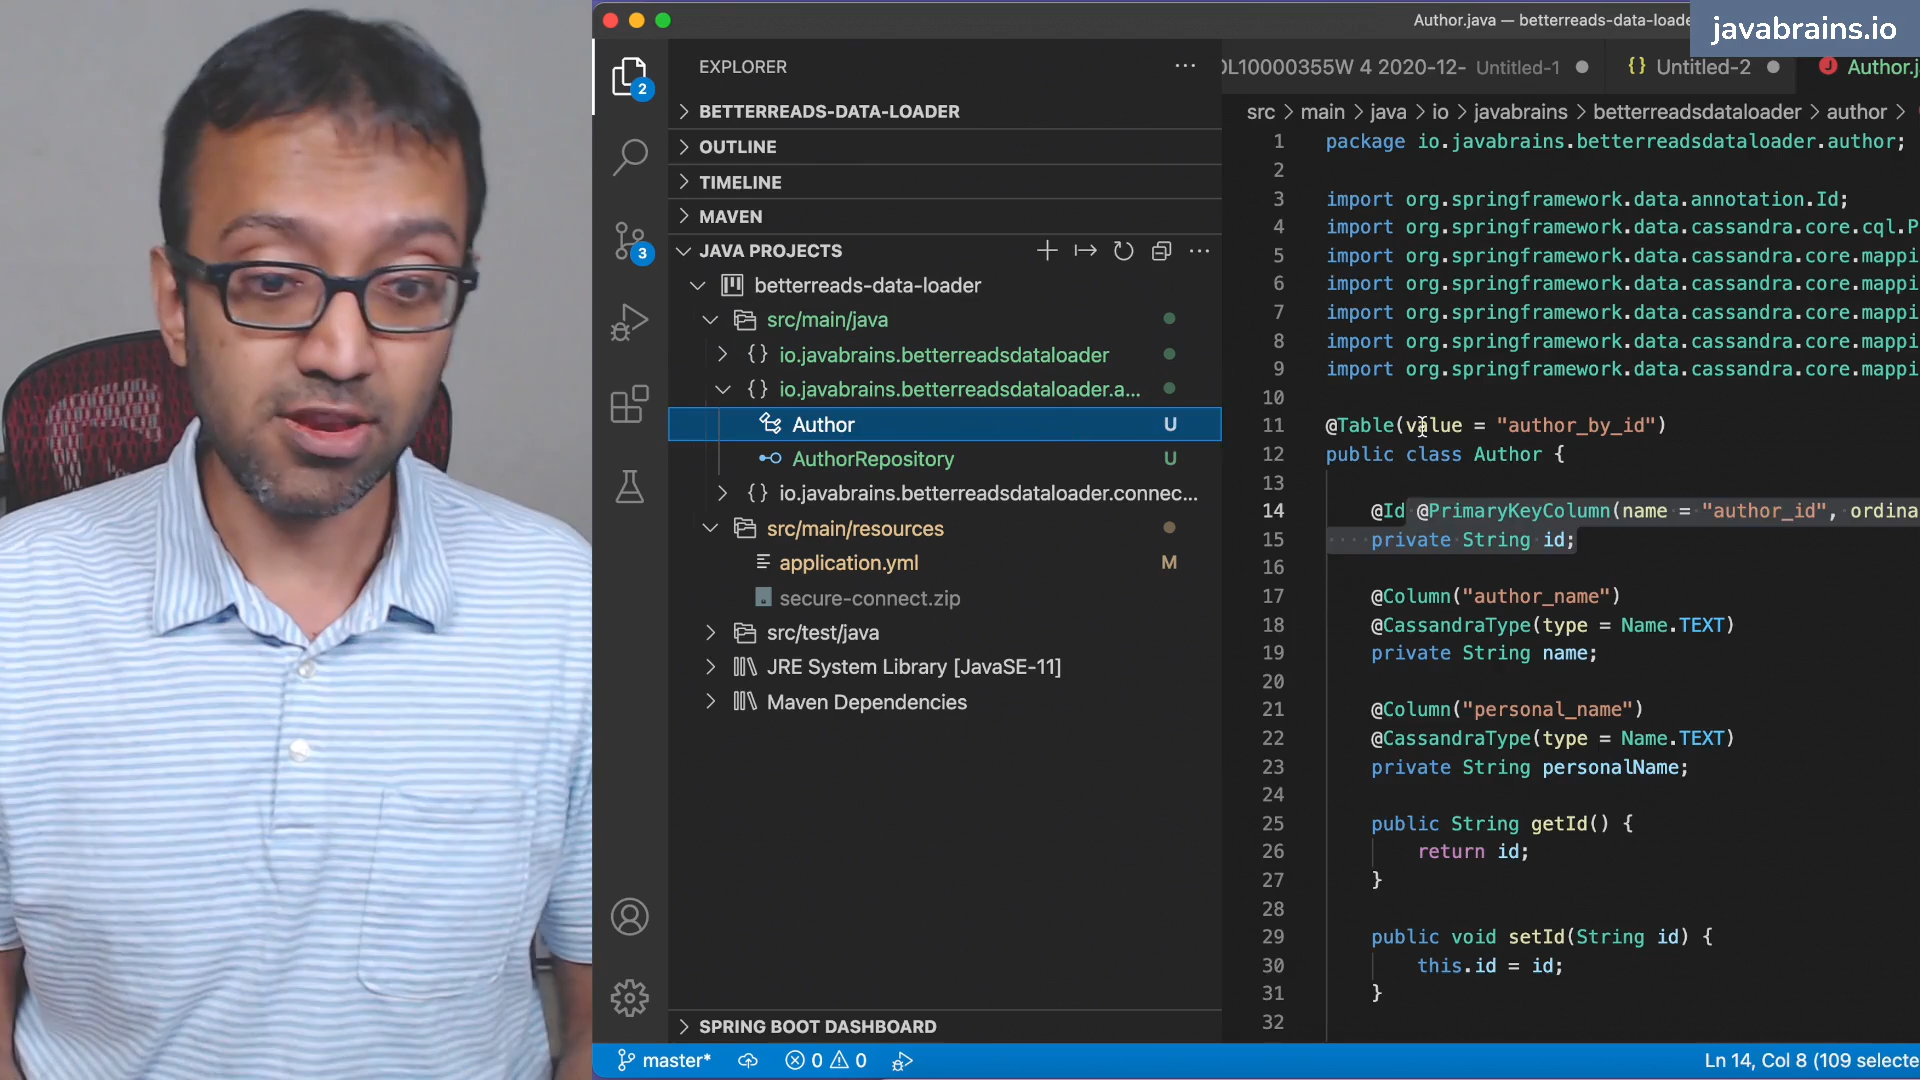 Author.java — betterreads-data-loade
javabrains.io
2
EXPLORER
OL10000355W 4 2020-12- Untitled-1
{} Untitled-2
J Author.j
BETTERREADS-DATA-LOADER
src > main > java > io > javabrains > betterreadsdataloader > author >
OUTLINE
TIMELINE
MAVEN
3
JAVA PROJECTS
betterreads-data-loader
src/main/java
{} io.javabrains.betterreadsdataloader
{} io.javabrains.betterreadsdataloader.a...
Author U
AuthorRepository U
{} io.javabrains.betterreadsdataloader.connec...
src/main/resources
application.yml M
secure-connect.zip
src/test/java
JRE System Library [JavaSE-11]
Maven Dependencies
SPRING BOOT DASHBOARD
1 package io.javabrains.betterreadsdataloader.author;
2
3 import org.springframework.data.annotation.Id;
4 import org.springframework.data.cassandra.core.cql.P
5 import org.springframework.data.cassandra.core.mappi
6 import org.springframework.data.cassandra.core.mappi
7 import org.springframework.data.cassandra.core.mappi
8 import org.springframework.data.cassandra.core.mappi
9 import org.springframework.data.cassandra.core.mappi
10
11 @Table(value = "author_by_id")
12 public class Author {
13
14 @Id @PrimaryKeyColumn(name = "author_id", ordina
15 private String id;
16
17 @Column("author_name")
18 @CassandraType(type = Name.TEXT)
19 private String name;
20
21 @Column("personal_name")
22 @CassandraType(type = Name.TEXT)
23 private String personalName;
24
25 public String getId() {
26 return id;
27 }
28
29 public void setId(String id) {
30 this.id = id;
31 }
32
master* 0 0
Ln 14, Col 8 (109 selecte